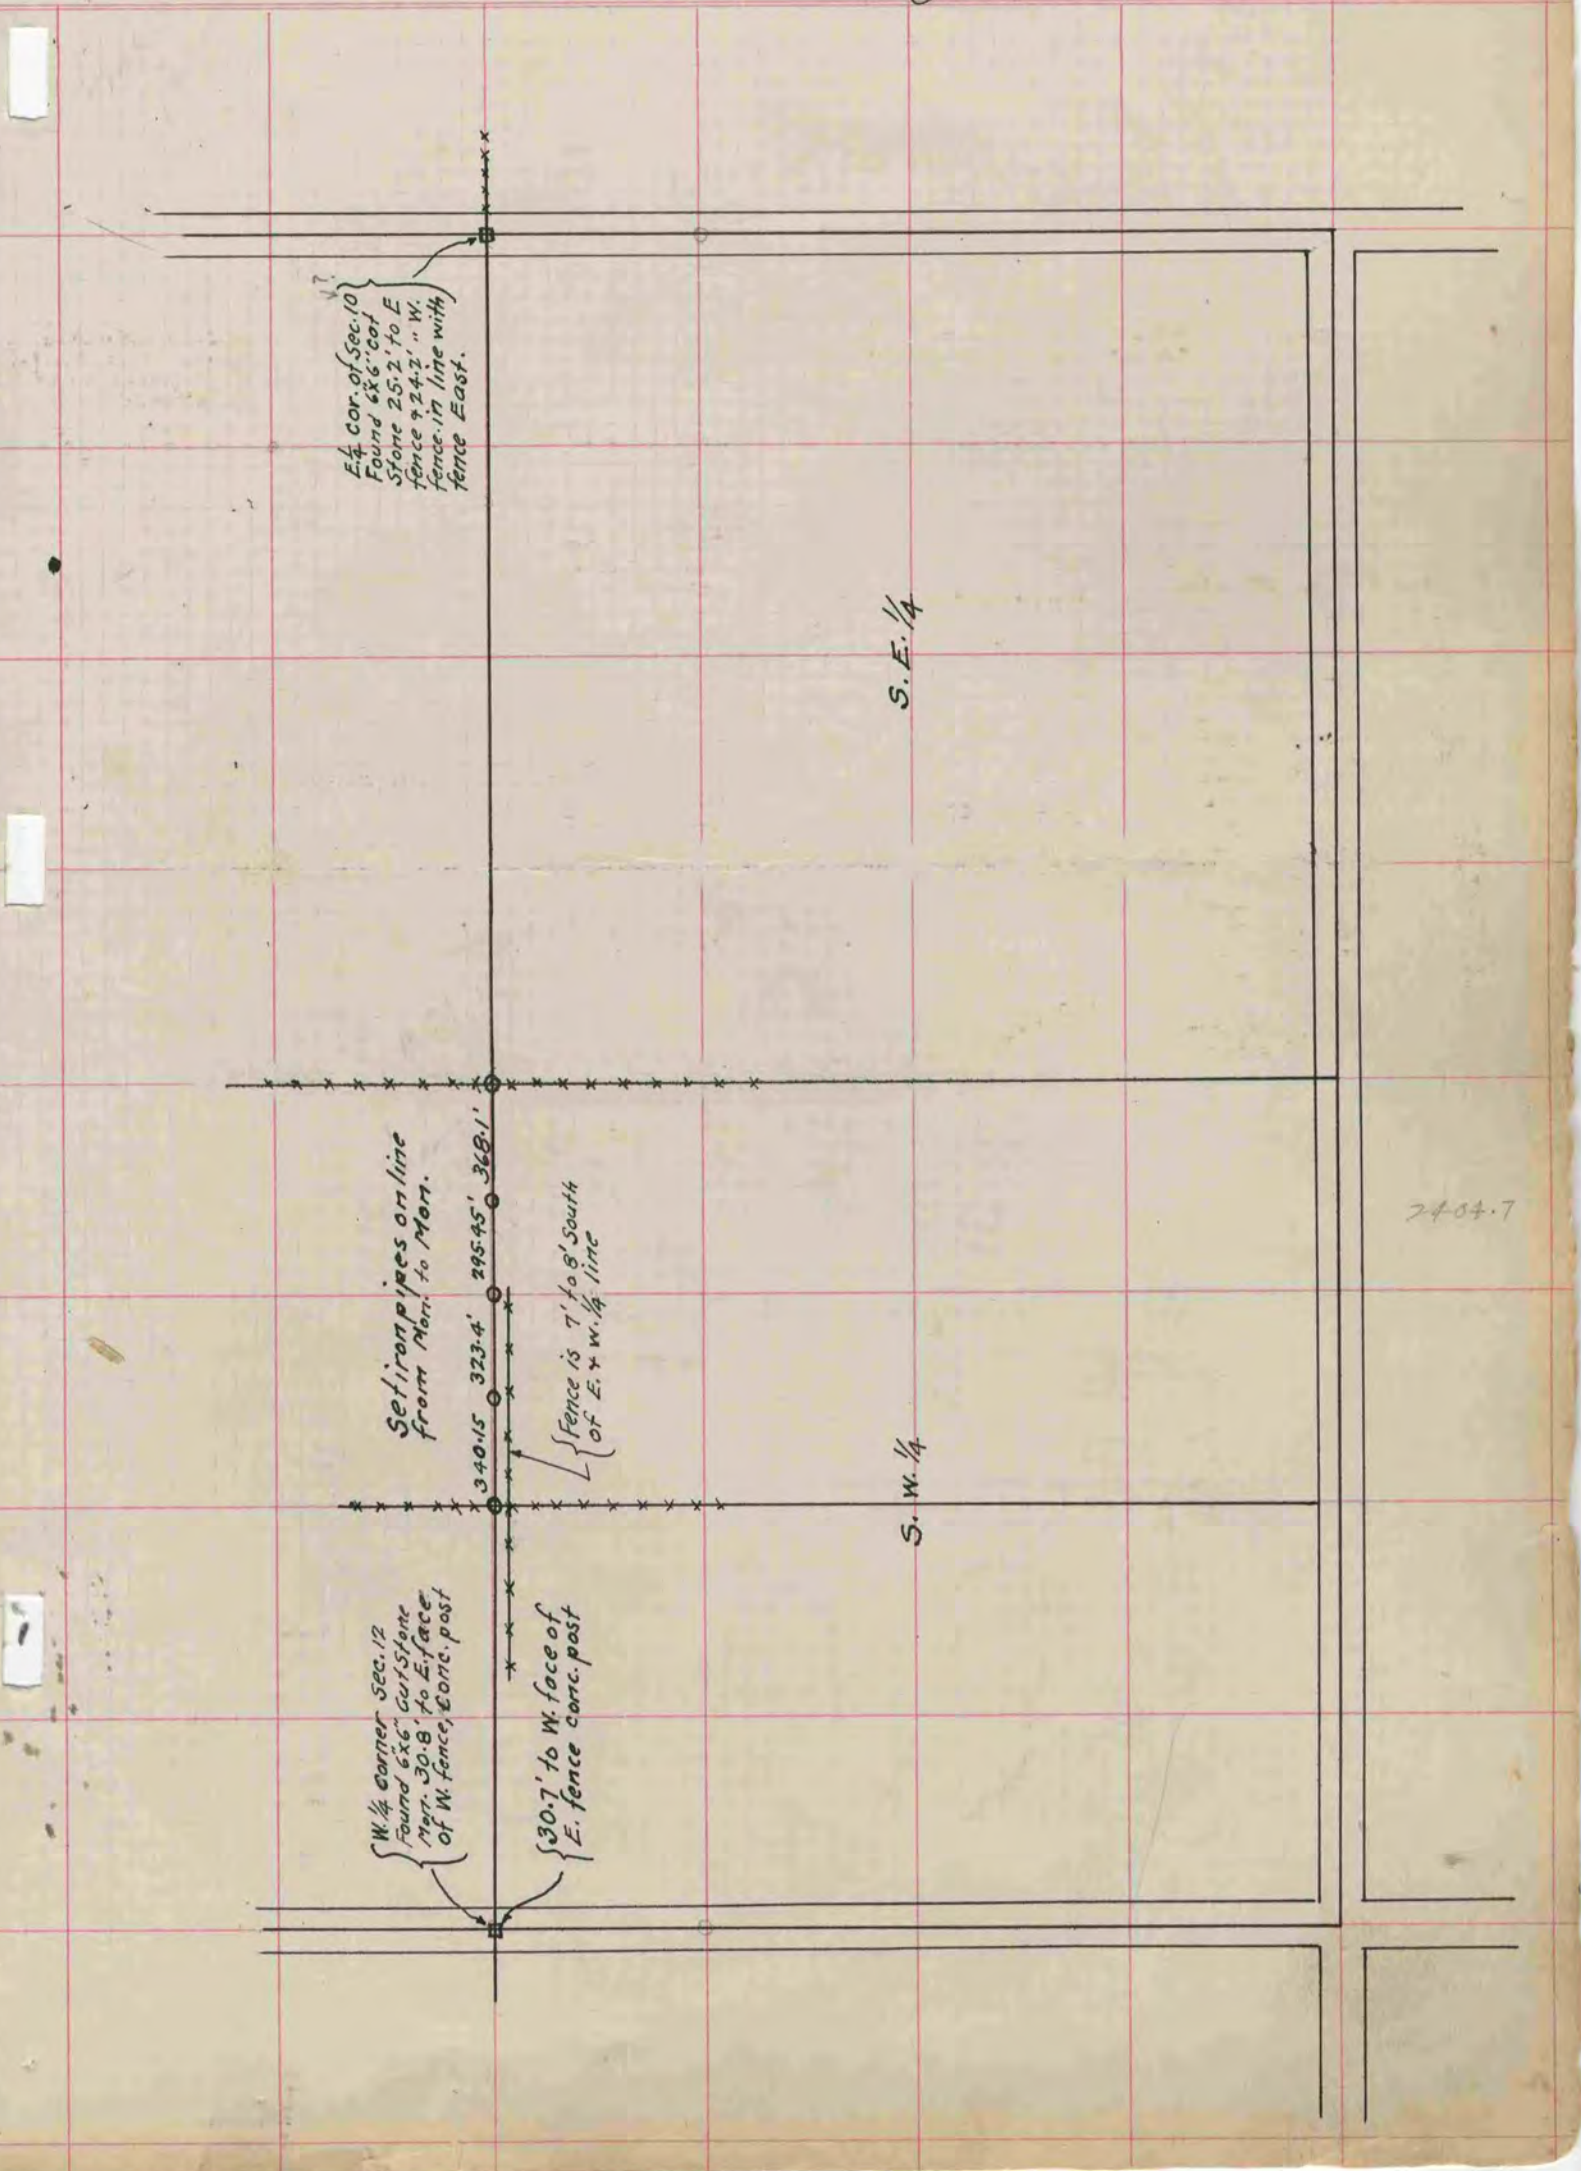 W. 1/4 corner Sec. 12
Found 6"x6" Cut Stone
Mon. 30.8' to E. face
of W. fence, conc. post
30.7' to W. face of
E. fence conc. post
Set iron pipes on line
from Mon. to Mon.
340.15 323.4' 295.45' 368.1'
Fence is 7' to 8' South
of E. & W. 1/4 line
E 1/4 cor. of Sec. 10
Found 6"x6" cot
Stone 25.2' to E
fence & 24.2' " W.
fence in line with
fence East.
?
S. W. 1/4
S. E. 1/4
2404.7